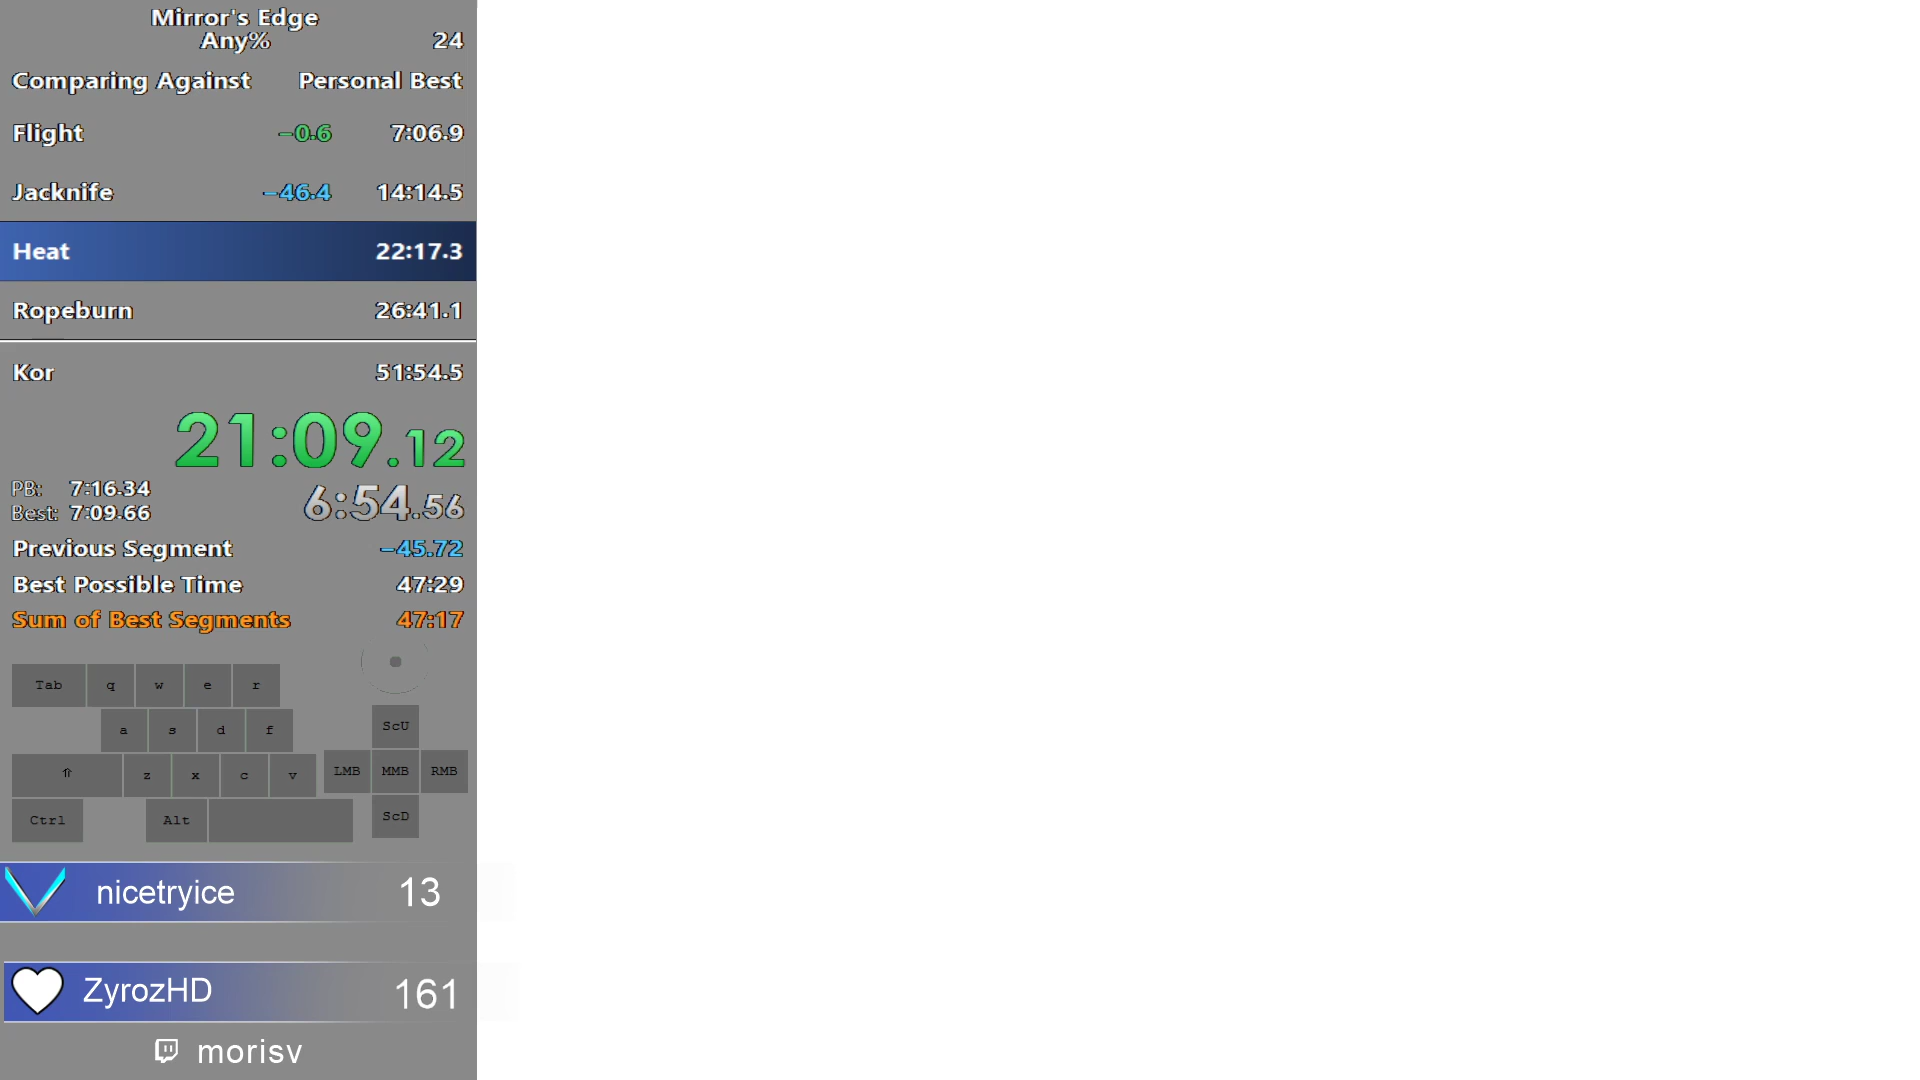 Mirror's Edge
Any% 24
Comparing Against Personal Best
Flight −0.6 7:06.9
Jacknife −46.4 14:14.5
Heat 22:17.3
Ropeburn 26:41.1
Kor 51:54.5
21:09.12
PB: 7:16.34
6:54.56
Best: 7:09.66
Previous Segment −45.72
Best Possible Time 47:29
Sum of Best Segments 47:17
Tab q w e r
ScU
a s d f
⇑ z x c v LMB MMB RMB
Ctrl Alt ScD
nicetryice 13
ZyrozHD 161
morisv